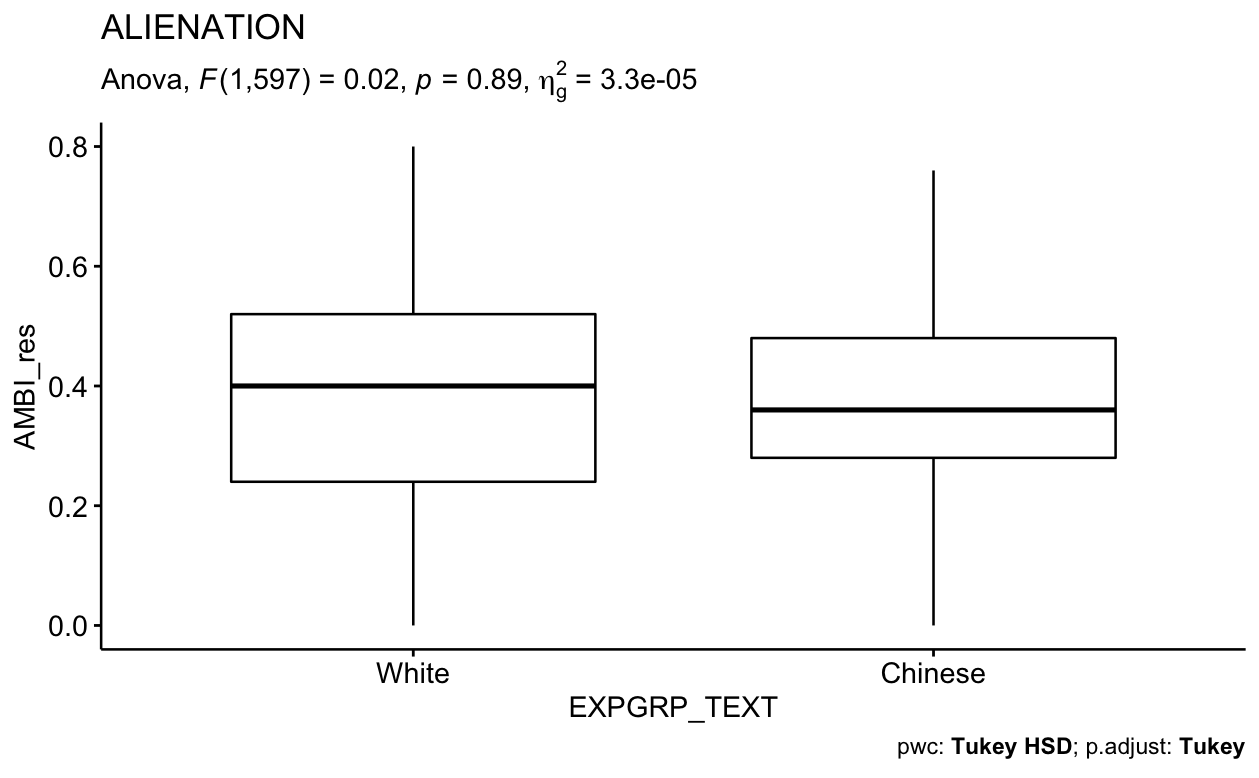 ALIENATION
Anova, F(1,597) = 0.02, p = 0.89, η²g = 3.3e-05
0.8
0.6
0.4
0.2
0.0
AMBI_res
White Chinese
EXPGRP_TEXT
pwc: Tukey HSD; p.adjust: Tukey